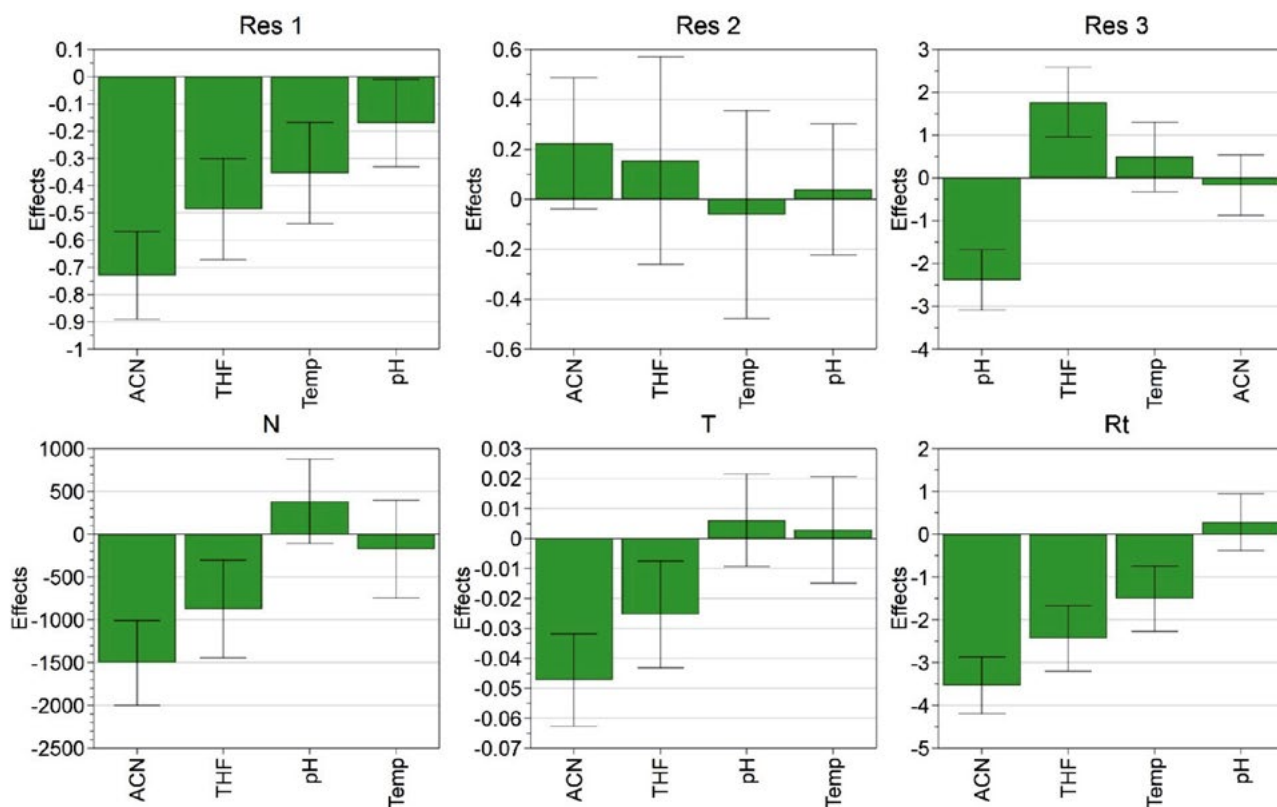 Res 1
Res 2
Res 3
Effects
0.1
0
-0.1
-0.2
-0.3
-0.4
-0.5
-0.6
-0.7
-0.8
-0.9
-1
ACN
THF
Temp
pH
Effects
0.6
0.4
0.2
0
-0.2
-0.4
-0.6
ACN
THF
Temp
pH
Effects
3
2
1
0
-1
-2
-3
-4
pH
THF
Temp
ACN
N
T
Rt
Effects
1000
500
0
-500
-1000
-1500
-2000
-2500
ACN
THF
pH
Temp
Effects
0.03
0.02
0.01
0
-0.01
-0.02
-0.03
-0.04
-0.05
-0.06
-0.07
ACN
THF
pH
Temp
Effects
2
1
0
-1
-2
-3
-4
-5
ACN
THF
Temp
pH